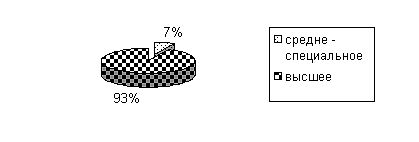 7%
93%
средне -
специальное
высшее